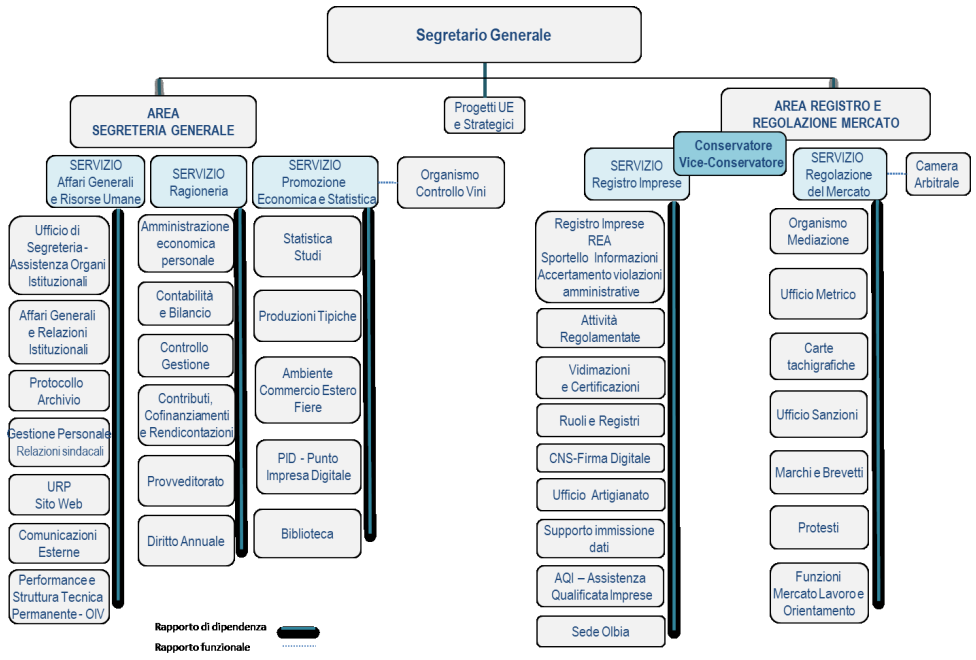 Segretario Generale
AREA
SEGRETERIA GENERALE
Progetti UE
e Strategici
AREA REGISTRO E
REGOLAZIONE MERCATO
Conservatore
Vice-Conservatore
SERVIZIO
Affari Generali
e Risorse Umane
Ufficio di
Segreteria -
Assistenza Organi
Istituzionali
Affari Generali
e Relazioni
Istituzionali
Protocollo
Archivio
Gestione Personale
Relazioni sindacali
URP
Sito Web
Comunicazioni
Esterne
Performance e
Struttura Tecnica
Permanente - OIV
SERVIZIO
Ragioneria
Amministrazione
economica
personale
Contabilità
e Bilancio
Controllo
Gestione
Contributi,
Cofinanziamenti
e Rendicontazioni
Provveditorato
Diritto Annuale
SERVIZIO
Promozione
Economica e Statistica
Organismo
Controllo Vini
Statistica
Studi
Produzioni Tipiche
Ambiente
Commercio Estero
Fiere
PID - Punto
Impresa Digitale
Biblioteca
SERVIZIO
Registro Imprese
Registro Imprese
REA
Sportello Informazioni
Accertamento violazioni
amministrative
Attività
Regolamentate
Vidimazioni
e Certificazioni
Ruoli e Registri
CNS-Firma Digitale
Ufficio Artigianato
Supporto immissione
dati
AQI – Assistenza
Qualificata Imprese
Sede Olbia
SERVIZIO
Regolazione
del Mercato
Camera
Arbitrale
Organismo
Mediazione
Ufficio Metrico
Carte
tachigrafiche
Ufficio Sanzioni
Marchi e Brevetti
Protesti
Funzioni
Mercato Lavoro e
Orientamento
Rapporto di dipendenza
Rapporto funzionale